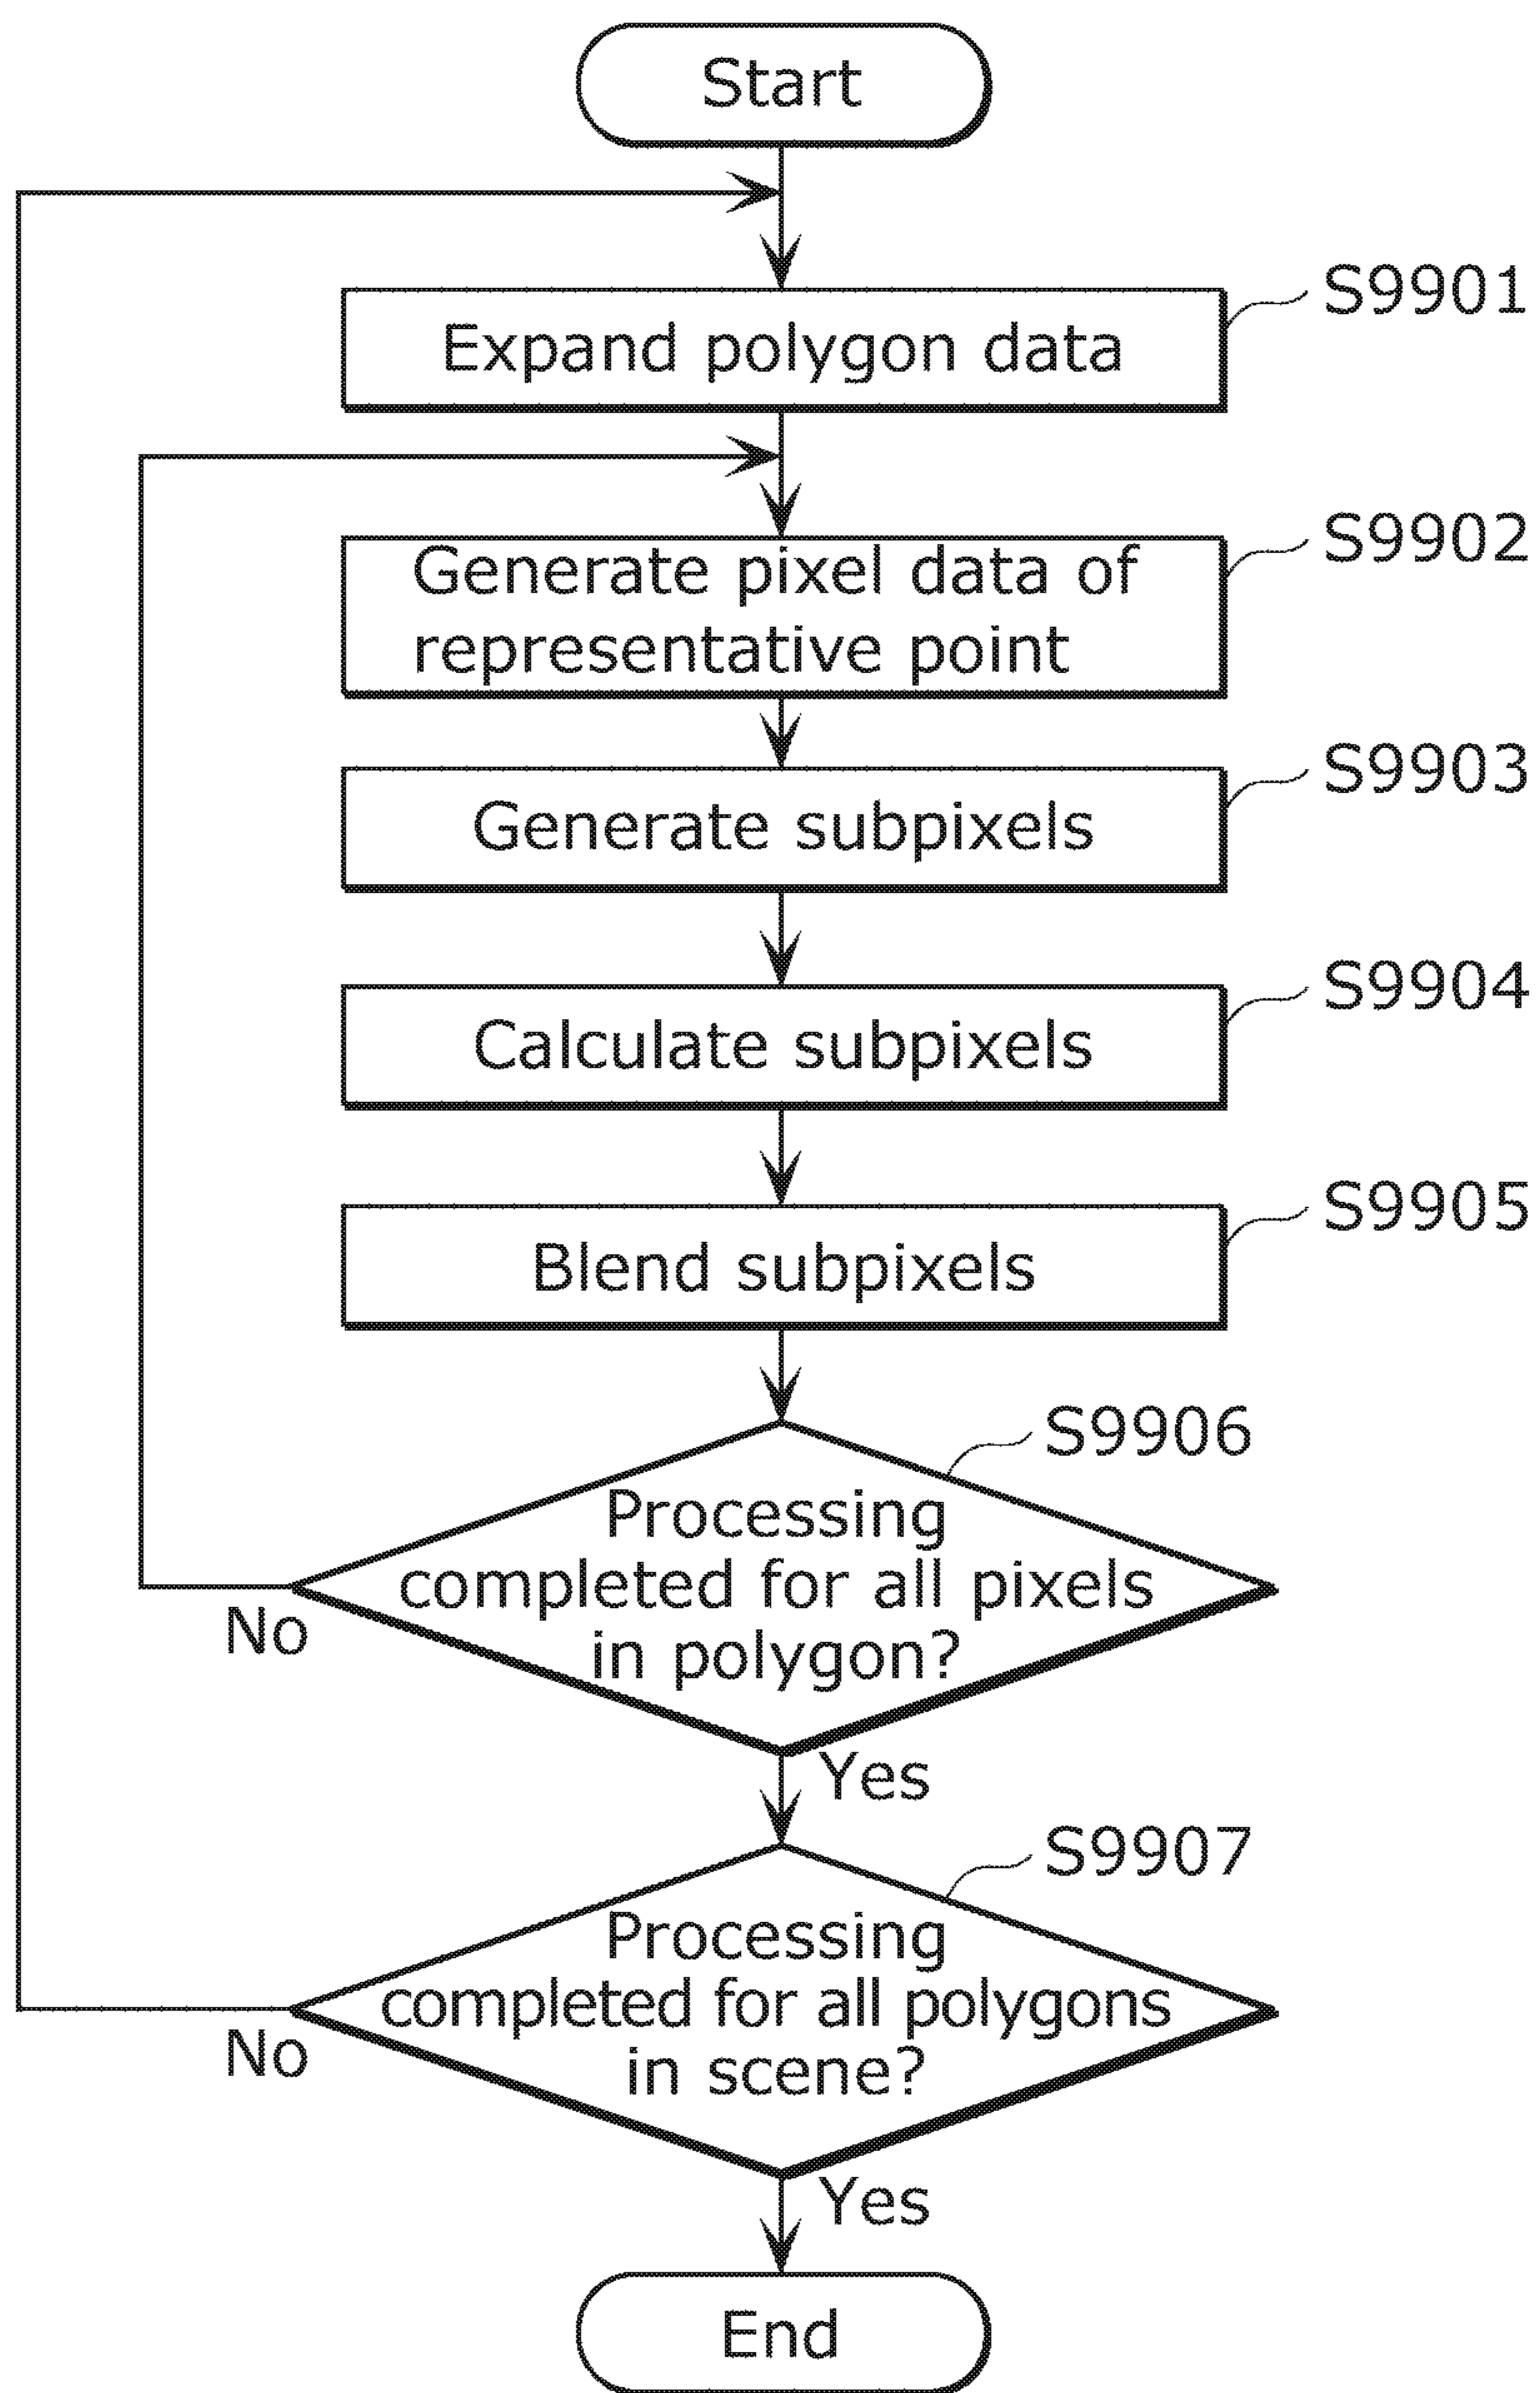 Start
S9901
Expand polygon data
S9902
Generate pixel data of
representative point
S9903
Generate subpixels
S9904
Calculate subpixels
S9905
Blend subpixels
S9906
Processing
completed for all pixels
in polygon?
No
Yes
S9907
Processing
completed for all polygons
in scene?
No
Yes
End